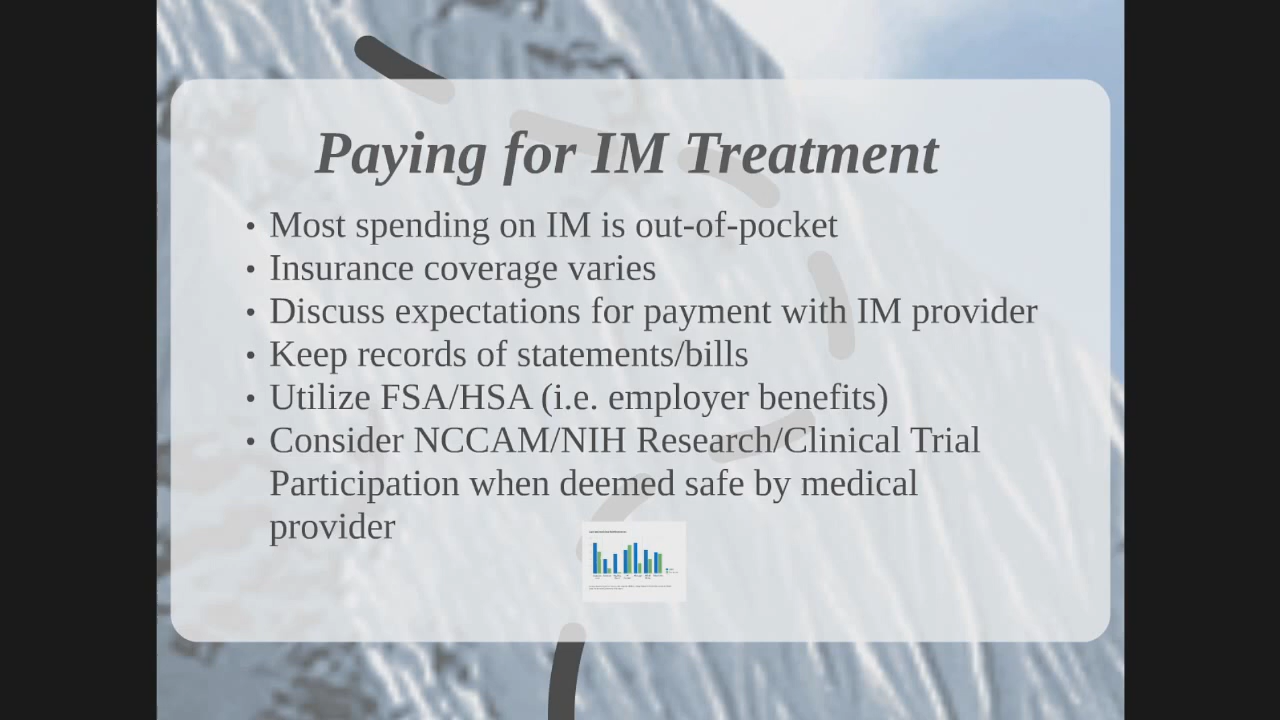 Paying for IM Treatment
• Most spending on IM is out-of-pocket
• Insurance coverage varies
• Discuss expectations for payment with IM provider
• Keep records of statements/bills
• Utilize FSA/HSA (i.e. employer benefits)
• Consider NCCAM/NIH Research/Clinical Trial
Participation when deemed safe by medical
provider